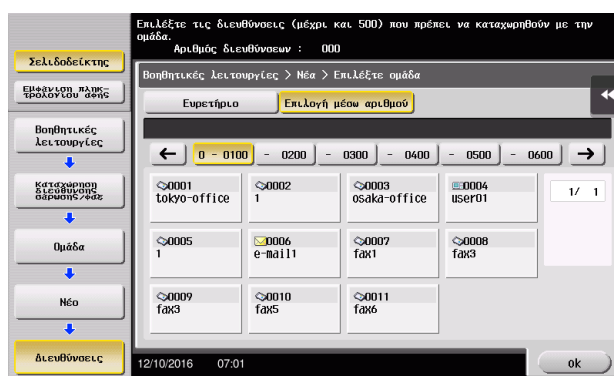 Επιλέξτε τις διευθύνσεις (μέχρι και 500) που πρέπει να καταχωρηθούν με την
ομάδα.
Αριθμός διευθύνσεων : 000
Σελιδοδείκτης
Εμφάνιση πληκ-
τρολογίου αφής
Βοηθητικές
λειτουργίες
Καταχώρηση
διεύθυνσης
σάρωσης/φαξ
Ομάδα
Νέο
Διευθύνσεις
Βοηθητικές λειτουργίες > Νέα > Επιλέξτε ομάδα
Ευρετήριο
Επιλογή μέσω αριθμού
0 - 0100 - 0200 - 0300 - 0400 - 0500 - 0600
0001
tokyo-office
0002
1
0003
osaka-office
0004
user01
1/ 1
0005
1
0006
e-mail1
0007
fax1
0008
fax3
0009
fax3
0010
fax5
0011
fax6
12/10/2016 07:01
ok